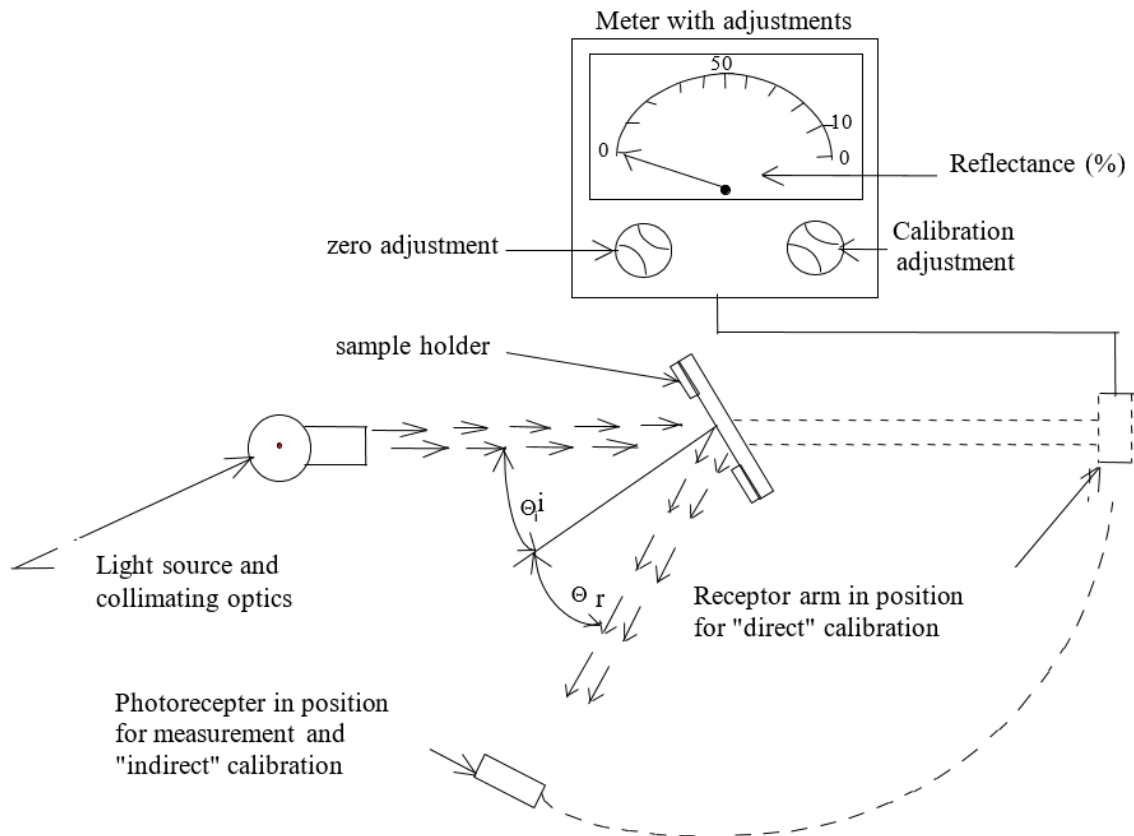 Meter with adjustments
50
10
0
0
Reflectance (%)
zero adjustment
Calibration
adjustment
sample holder
Θ i i
Light source and
collimating optics
Θ r
Receptor arm in position
for "direct" calibration
Photorecepter in position
for measurement and
"indirect" calibration